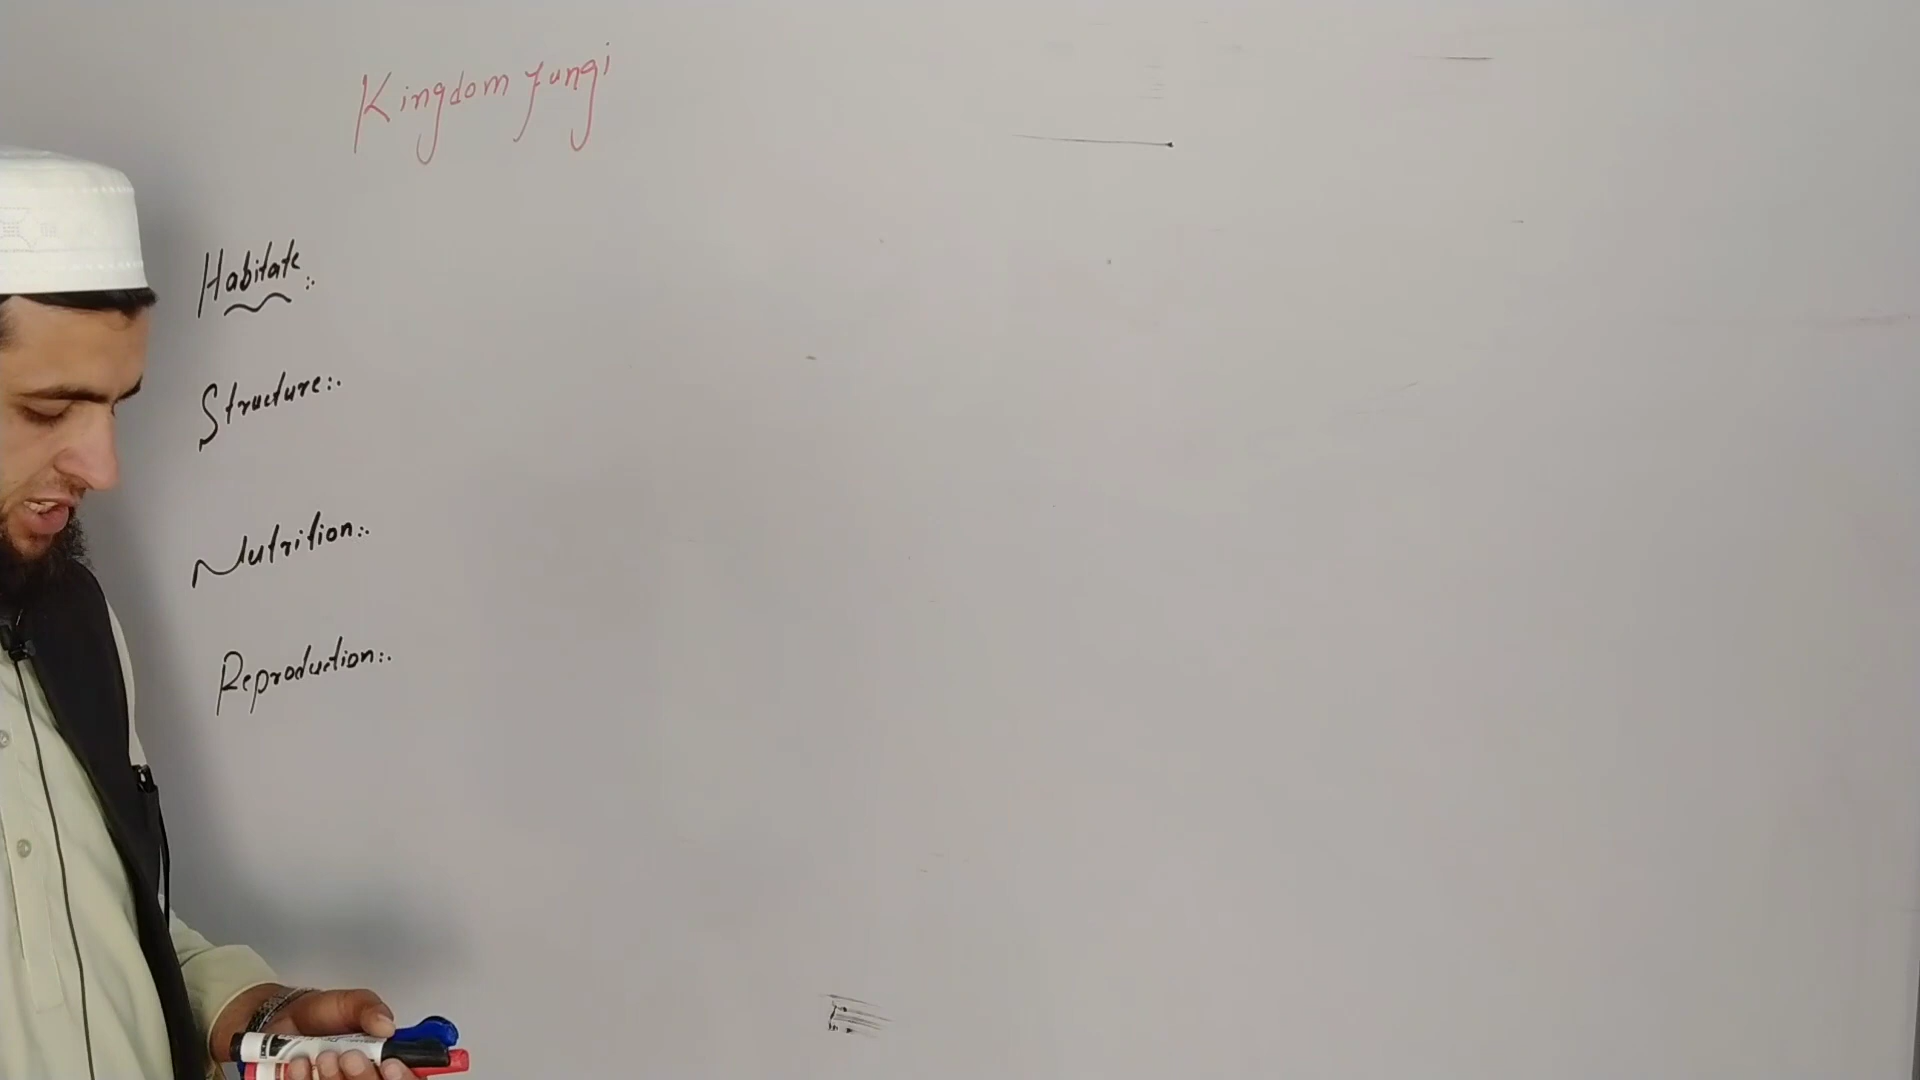 Kingdom fungi
Habitate :.
Structure :.
Nutrition :.
Reproduction :.